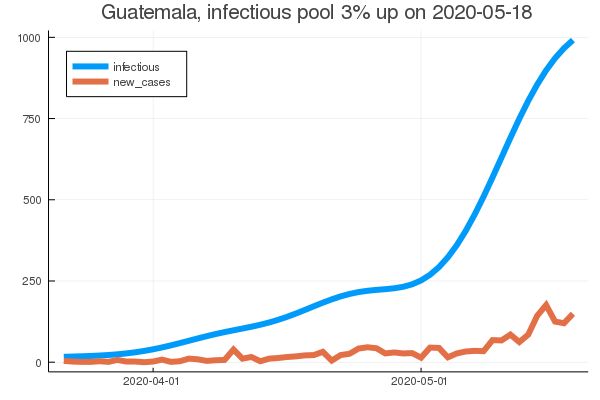 Guatemala, infectious pool 3% up on 2020-05-18
1000
infectious
new_cases
750
500
250
0
2020-04-01
2020-05-01